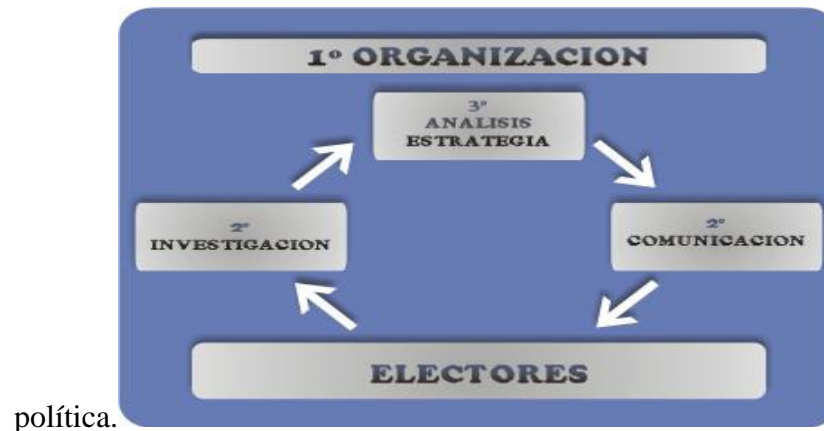 1º ORGANIZACION
3º
ANALISIS
ESTRATEGIA
2º
INVESTIGACION
2º
COMUNICACION
ELECTORES
política.